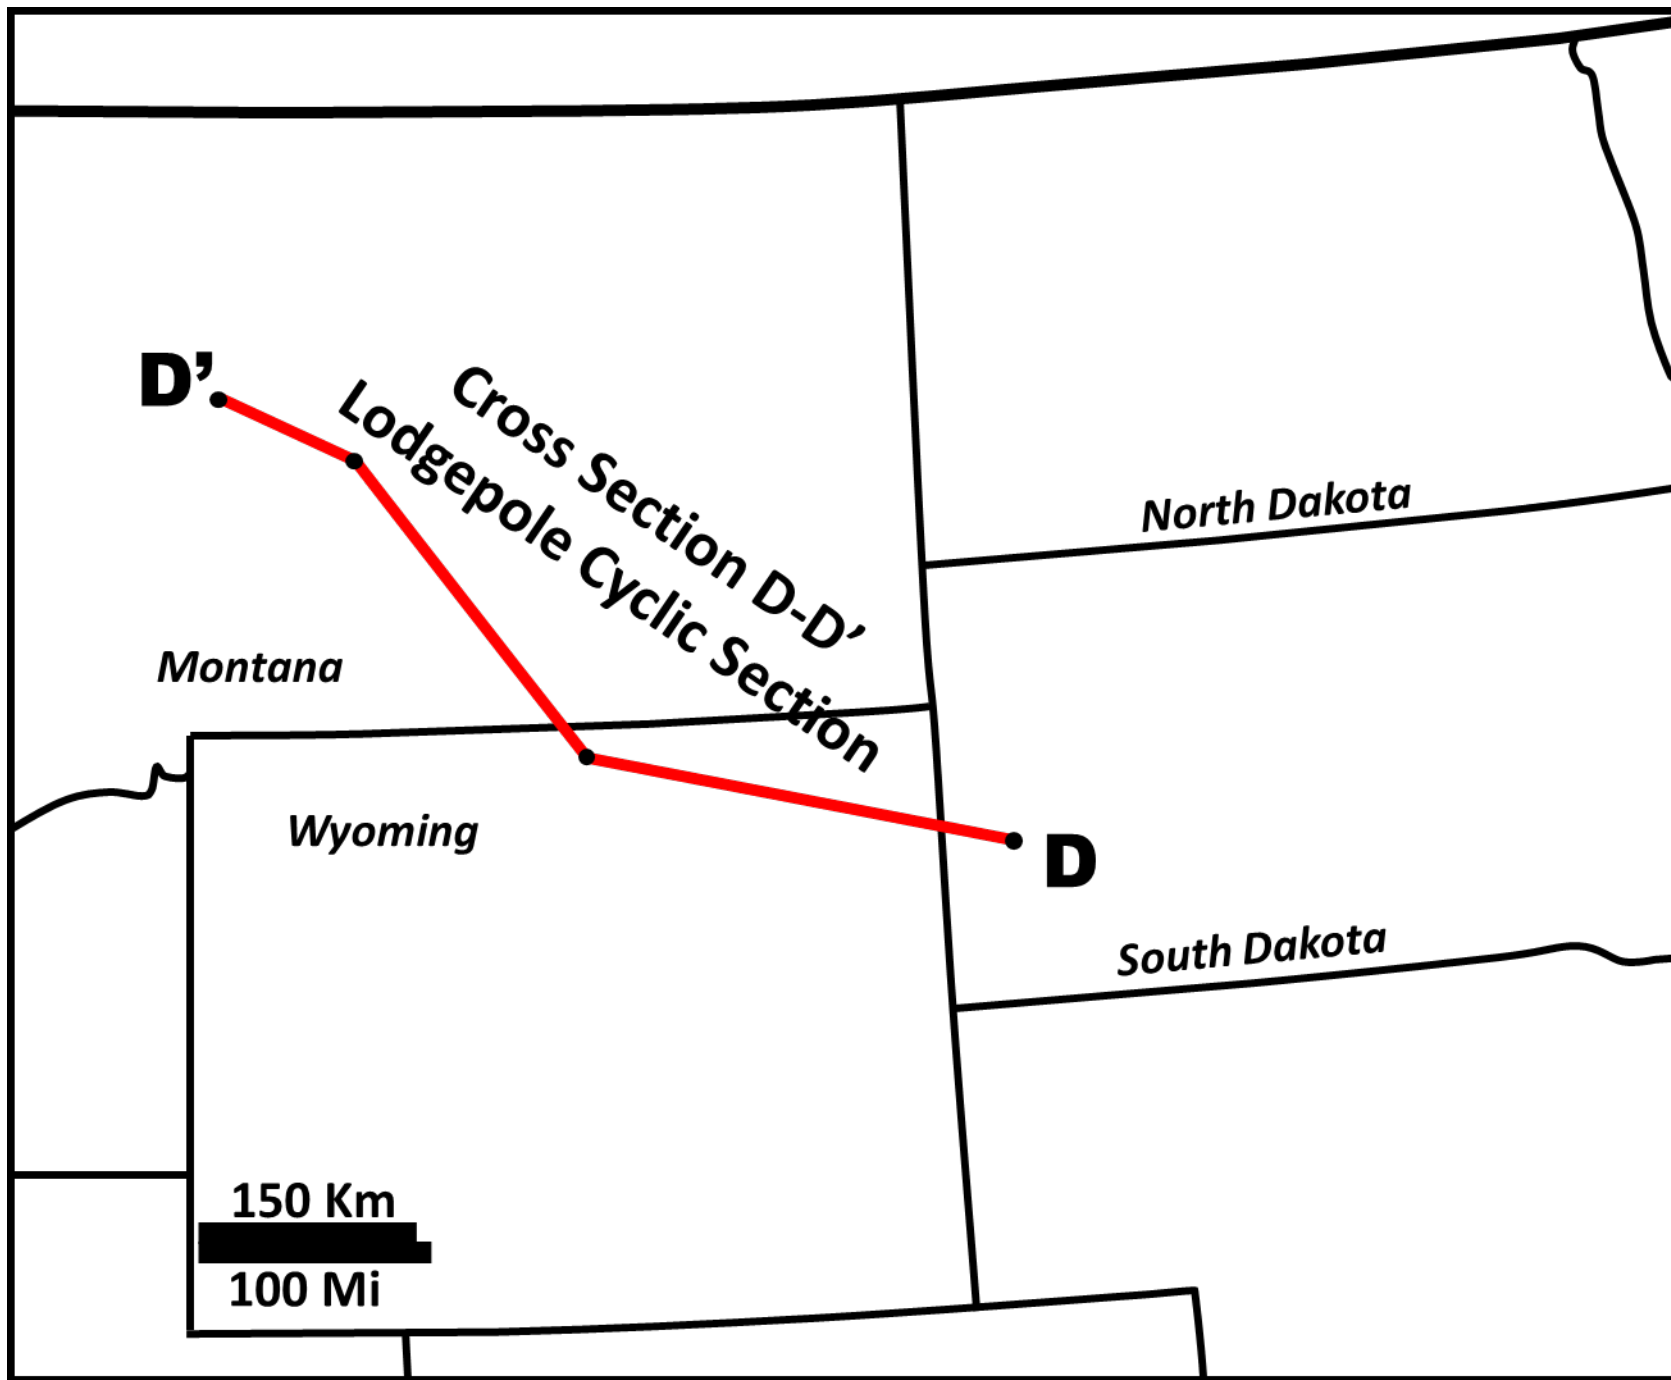 D’
Cross Section D-D’
Lodgepole Cyclic Section
North Dakota
Montana
Wyoming
D
South Dakota
150 Km
100 Mi